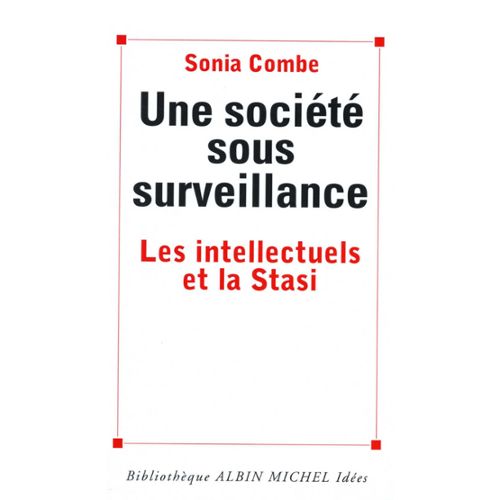 Sonia Combe
Une société
sous
surveillance
Les intellectuels
et la Stasi
Bibliothèque ALBIN MICHEL Idées